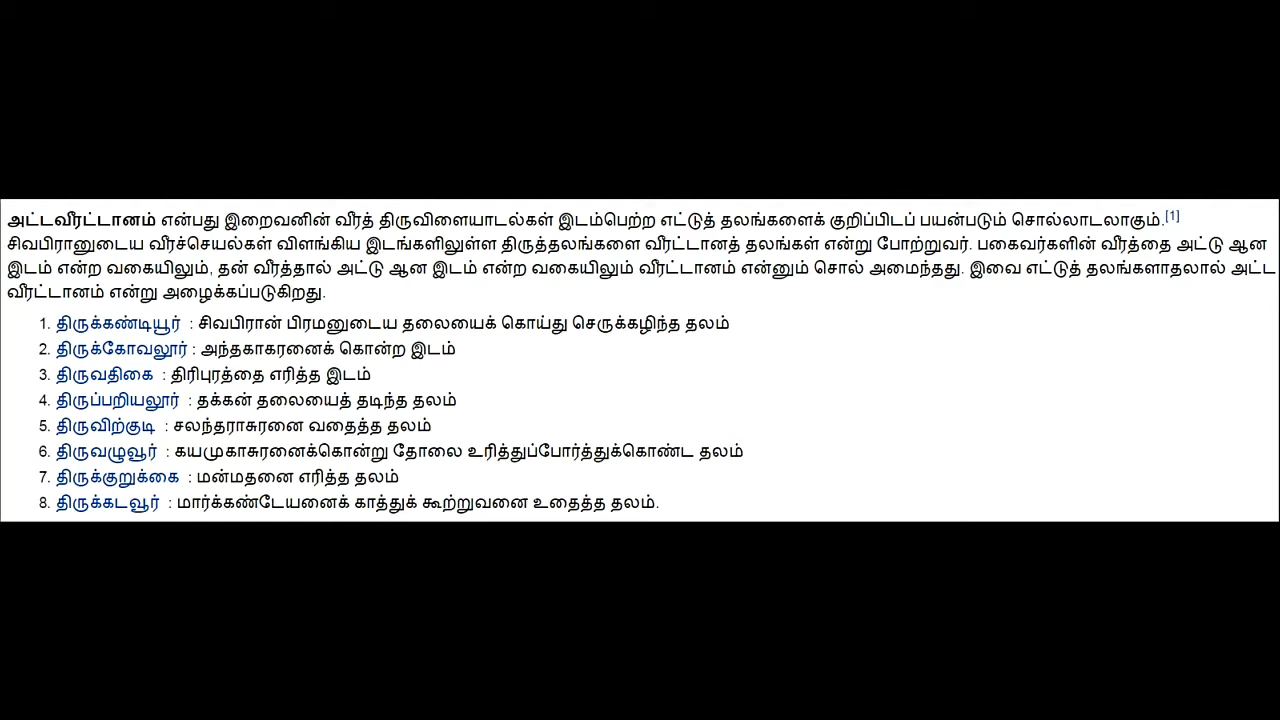 அட்டவீரட்டானம் என்பது இறைவனின் வீரத் திருவிளையாடல்கள் இடம்பெற்ற எட்டுத் தலங்களைக் குறிப்பிடப் பயன்படும் சொல்லாடலாகும்.[1]
சிவபிரானுடைய வீரச்செயல்கள் விளங்கிய இடங்களிலுள்ள திருத்தலங்களை வீரட்டானத் தலங்கள் என்று போற்றுவர். பகைவர்களின் வீரத்தை அட்டு ஆன
இடம் என்ற வகையிலும், தன் வீரத்தால் அட்டு ஆன இடம் என்ற வகையிலும் வீரட்டானம் என்னும் சொல் அமைந்தது. இவை எட்டுத் தலங்களாதலால் அட்ட
வீரட்டானம் என்று அழைக்கப்படுகிறது.
1. திருக்கண்டியூர் : சிவபிரான் பிரமனுடைய தலையைக் கொய்து செருக்கழிந்த தலம்
2. திருக்கோவலூர் : அந்தகாகரனைக் கொன்ற இடம்
3. திருவதிகை : திரிபுரத்தை எரித்த இடம்
4. திருப்பறியலூர் : தக்கன் தலையைத் தடிந்த தலம்
5. திருவிற்குடி : சலந்தராசுரனை வதைத்த தலம்
6. திருவழுவூர் : கயமுகாசுரனைக்கொன்று தோலை உரித்துப்போர்த்துக்கொண்ட தலம்
7. திருக்குறுக்கை : மன்மதனை எரித்த தலம்
8. திருக்கடவூர் : மார்க்கண்டேயனைக் காத்துக் கூற்றுவனை உதைத்த தலம்.